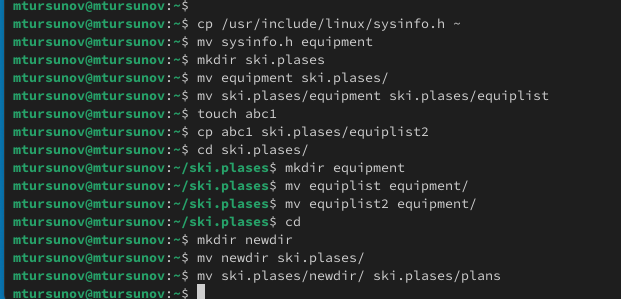 mtursunov@mtursunov:~$
mtursunov@mtursunov:~$ cp /usr/include/linux/sysinfo.h ~
mtursunov@mtursunov:~$ mv sysinfo.h equipment
mtursunov@mtursunov:~$ mkdir ski.plases
mtursunov@mtursunov:~$ mv equipment ski.plases/
mtursunov@mtursunov:~$ mv ski.plases/equipment ski.plases/equiplist
mtursunov@mtursunov:~$ touch abc1
mtursunov@mtursunov:~$ cp abc1 ski.plases/equiplist2
mtursunov@mtursunov:~$ cd ski.plases/
mtursunov@mtursunov:~/ski.plases$ mkdir equipment
mtursunov@mtursunov:~/ski.plases$ mv equiplist equipment/
mtursunov@mtursunov:~/ski.plases$ mv equiplist2 equipment/
mtursunov@mtursunov:~/ski.plases$ cd
mtursunov@mtursunov:~$ mkdir newdir
mtursunov@mtursunov:~$ mv newdir ski.plases/
mtursunov@mtursunov:~$ mv ski.plases/newdir/ ski.plases/plans
mtursunov@mtursunov:~$